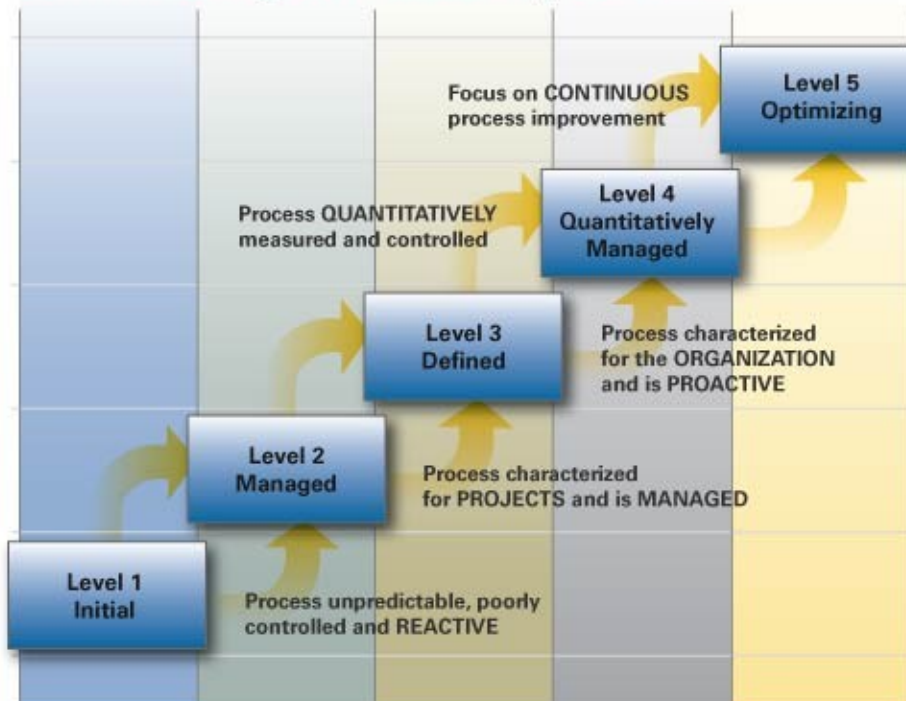 Focus on CONTINUOUS
process improvement
Level 5
Optimizing
Process QUANTITATIVELY
measured and controlled
Level 4
Quantitatively
Managed
Level 3
Defined
Process characterized
for the ORGANIZATION
and is PROACTIVE
Level 2
Managed
Process characterized
for PROJECTS and is MANAGED
Level 1
Initial
Process unpredictable, poorly
controlled and REACTIVE